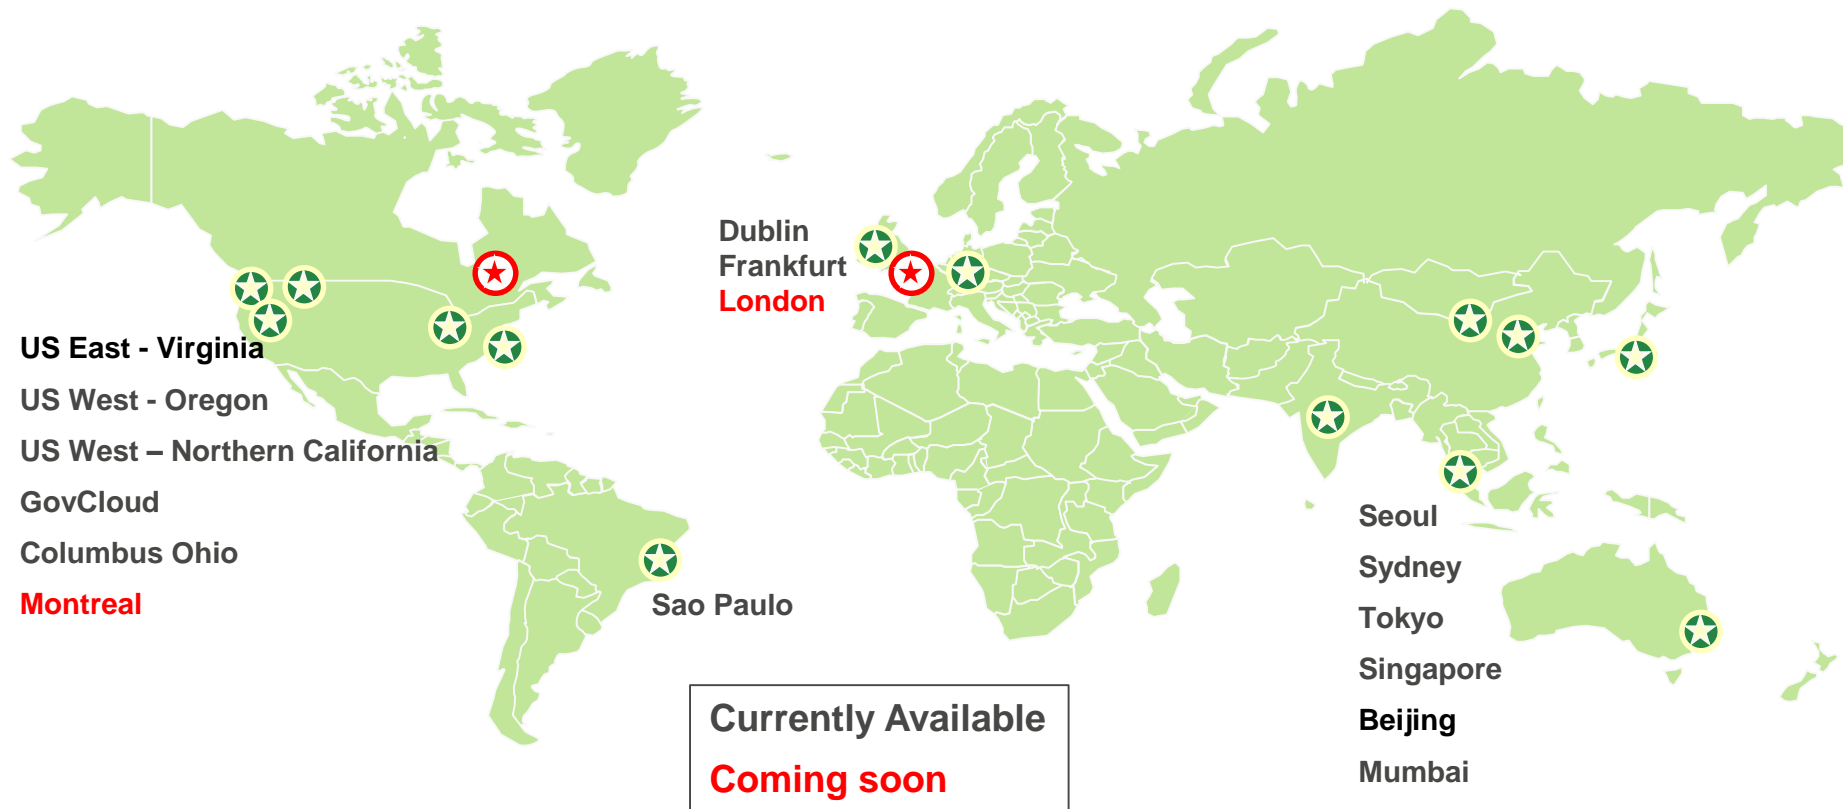 Dublin
Frankfurt
London
US East - Virginia
US West - Oregon
US West – Northern California
GovCloud
Columbus Ohio
Montreal
Sao Paulo
Seoul
Sydney
Tokyo
Singapore
Beijing
Mumbai
Currently Available
Coming soon